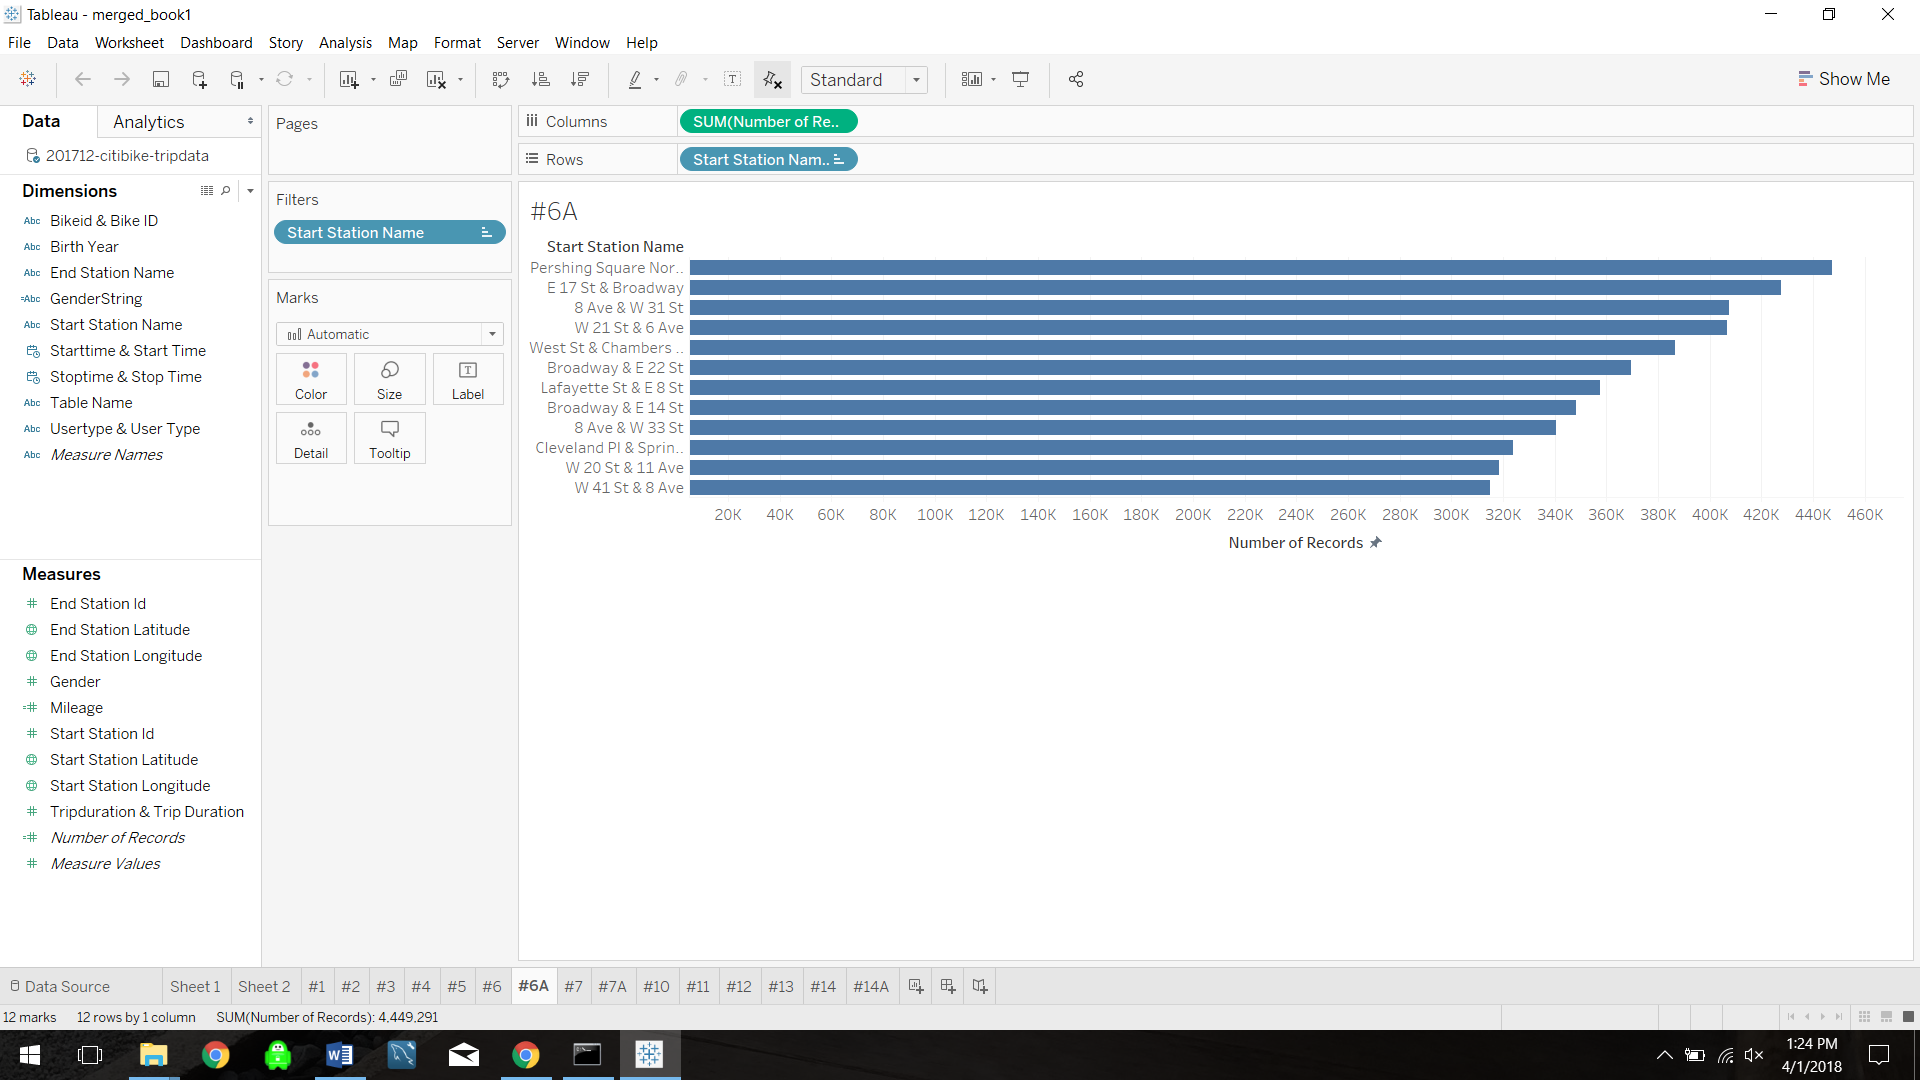 Tableau - merged_book1
File Data Worksheet Dashboard Story Analysis Map Format Server Window Help
Standard
Show Me
Data Analytics
201712-citibike-tripdata
Dimensions
Abc Bikeid & Bike ID
Abc Birth Year
Abc End Station Name
=Abc GenderString
Abc Start Station Name
Starttime & Start Time
Stoptime & Stop Time
Abc Table Name
Abc Usertype & User Type
Abc Measure Names
Measures
# End Station Id
End Station Latitude
End Station Longitude
# Gender
=# Mileage
# Start Station Id
Start Station Latitude
Start Station Longitude
# Tripduration & Trip Duration
=# Number of Records
# Measure Values
Pages
Filters
Start Station Name
Marks
Automatic
Color Size Label
Detail Tooltip
Columns SUM(Number of Re..
Rows Start Station Nam..
#6A
Start Station Name
Pershing Square Nor..
E 17 St & Broadway
8 Ave & W 31 St
W 21 St & 6 Ave
West St & Chambers ..
Broadway & E 22 St
Lafayette St & E 8 St
Broadway & E 14 St
8 Ave & W 33 St
Cleveland Pl & Sprin..
W 20 St & 11 Ave
W 41 St & 8 Ave
20K 40K 60K 80K 100K 120K 140K 160K 180K 200K 220K 240K 260K 280K 300K 320K 340K 360K 380K 400K 420K 440K 460K
Number of Records
Data Source Sheet 1 Sheet 2 #1 #2 #3 #4 #5 #6 #6A #7 #7A #10 #11 #12 #13 #14 #14A
12 marks 12 rows by 1 column SUM(Number of Records): 4,449,291
1:24 PM
4/1/2018